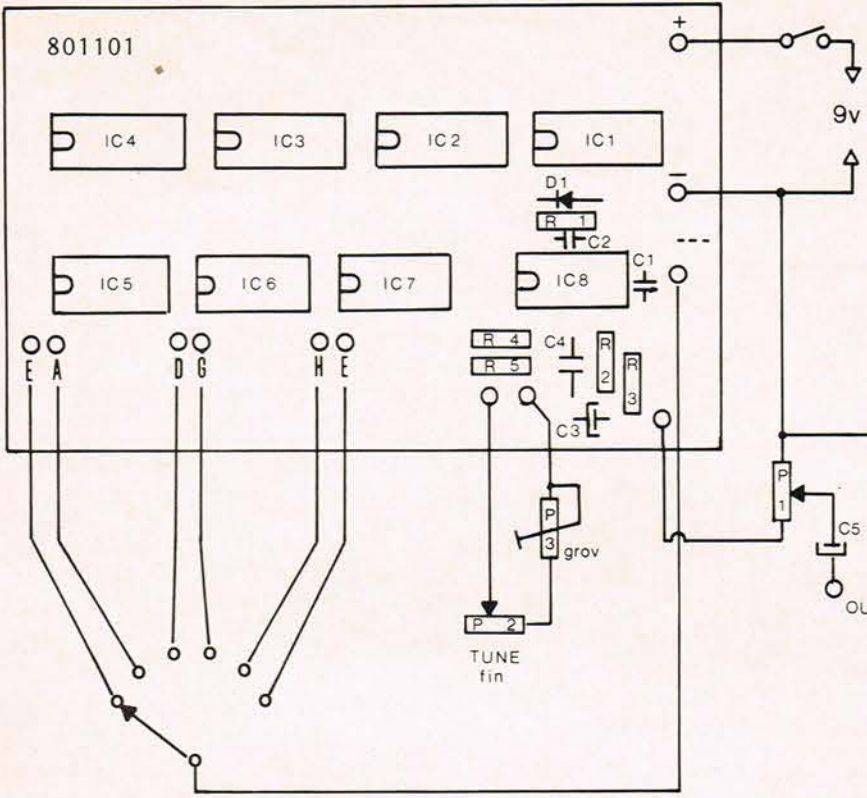 801101
+
9v
IC4 IC3 IC2 IC1
–
D1
R 1
C2
----
IC5 IC6 IC7 IC8 C1
E A D G H E
R 4
R 5
C4
R 2
R 3
C3
P 3
grov
P 1
C5
P 2
TUNE
fin
OU